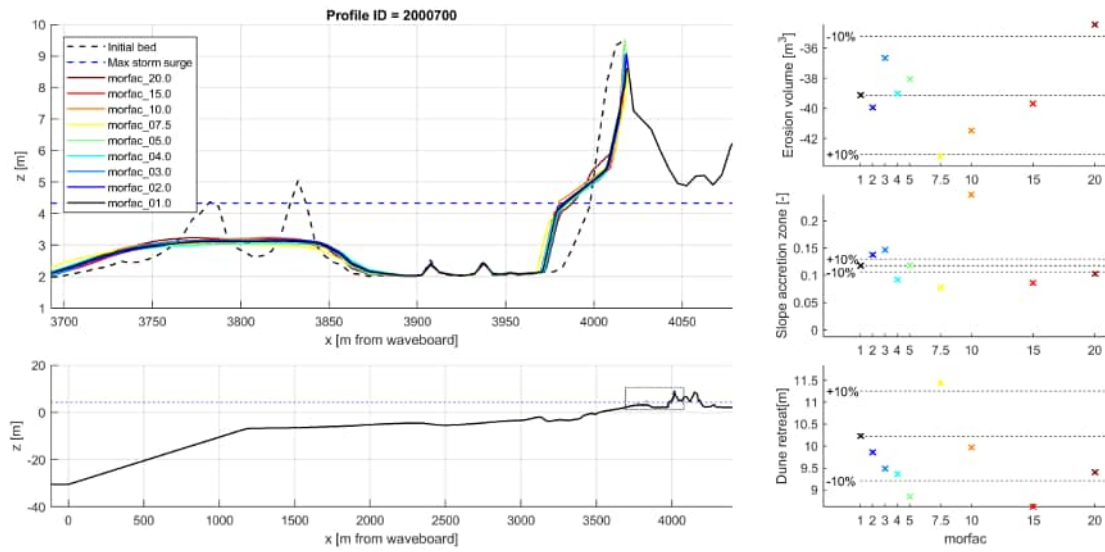 Profile ID = 2000700
z [m]
10
9
8
7
6
5
4
3
2
1
Initial bed
Max storm surge
morfac_20.0
morfac_15.0
morfac_10.0
morfac_07.5
morfac_05.0
morfac_04.0
morfac_03.0
morfac_02.0
morfac_01.0
3700 3750 3800 3850 3900 3950 4000 4050
x [m from waveboard]
z [m]
20
0
-20
-40
0 500 1000 1500 2000 2500 3000 3500 4000
x [m from waveboard]
Erosion volume [m³]
-36
-38
-40
-42
-10%
+10%
1 2 3 4 5 7.5 10 15 20
Slope accretion zone [-]
0.2
0.15
0.1
0.05
0
+10%
-10%
1 2 3 4 5 7.5 10 15 20
Dune retreat[m]
11.5
11
10.5
10
9.5
9
+10%
-10%
1 2 3 4 5 7.5 10 15 20
morfac